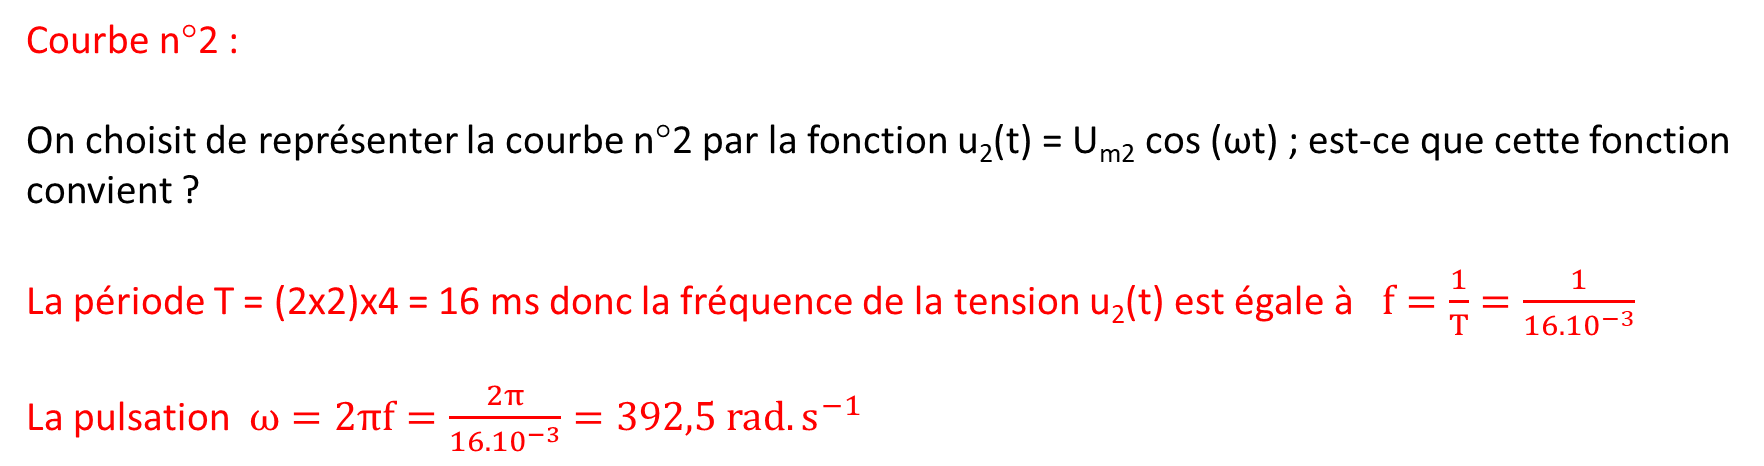 Courbe n°2 :
On choisit de représenter la courbe n°2 par la fonction u₂(t) = Uₘ₂ cos (ωt) ; est-ce que cette fonction
convient ?
La période T = (2x2)x4 = 16 ms donc la fréquence de la tension u₂(t) est égale à f = 1/T = 1/16.10⁻³
La pulsation ω = 2πf = 2π/16.10⁻³ = 392,5 rad. s⁻¹